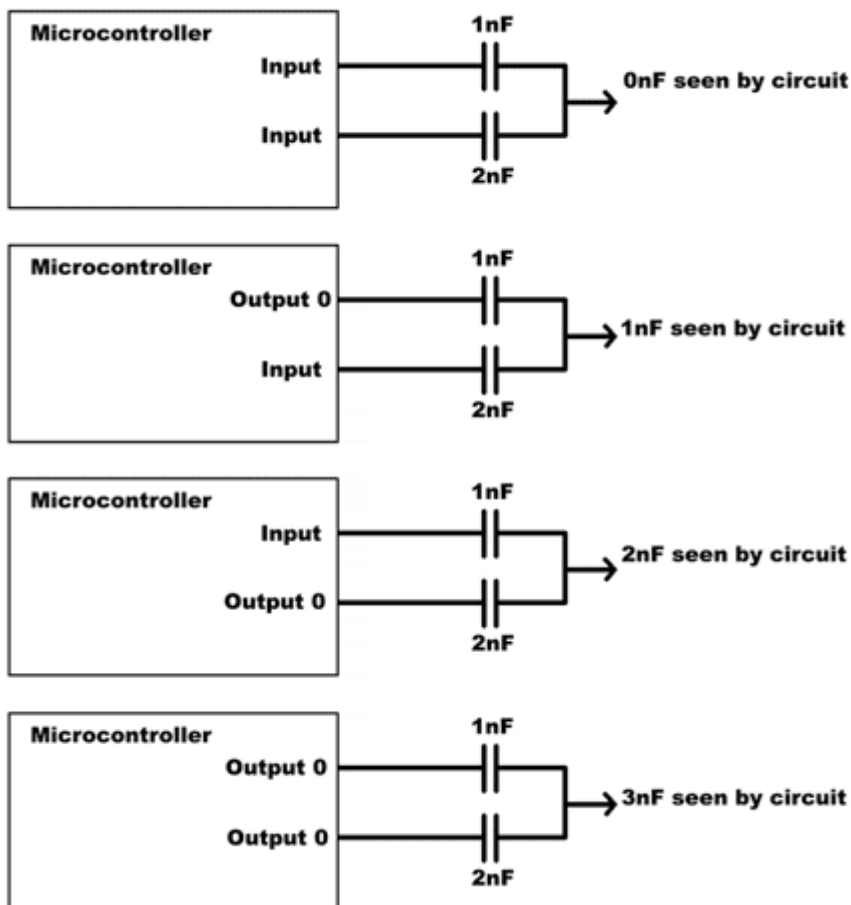 Microcontroller
1nF
Input
0nF seen by circuit
Input
2nF
Microcontroller
1nF
Output 0
1nF seen by circuit
Input
2nF
Microcontroller
1nF
Input
2nF seen by circuit
Output 0
2nF
Microcontroller
1nF
Output 0
3nF seen by circuit
Output 0
2nF